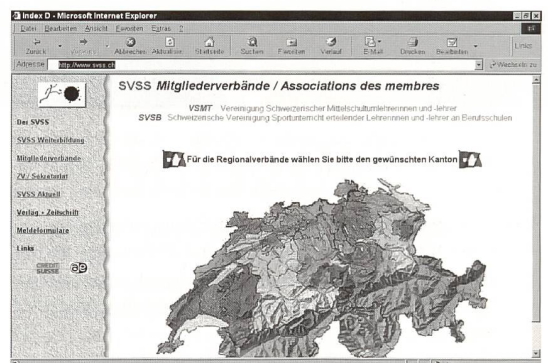 Index D - Microsoft Internet Explorer
Datei Bearbeiten Ansicht Favoriten Extras ?
Zurück Vorwärts Abbrechen Aktualisier. Startseite Suchen Favoriten Verlauf E-Mail Drucken Bearbeiten Links
Adresse http://www.svss.ch Wechseln zu
SVSS Mitgliederverbände / Associations des membres
VSMT Vereinigung Schweizerischer Mittelschulturnlehrerinnen und -lehrer
SVSB Schweizerische Vereinigung Sportunterricht erteilender Lehrerinnen und -lehrer an Berufsschulen
Für die Regionalverbände wählen Sie bitte den gewünschten Kanton
Der SVSS
SVSS Weiterbildung
Mitgliederverbände
ZV / Sekretariat
SVSS Aktuell
Verlag + Zeitschrift
Meldeformulare
Links
CREDIT
SUISSE